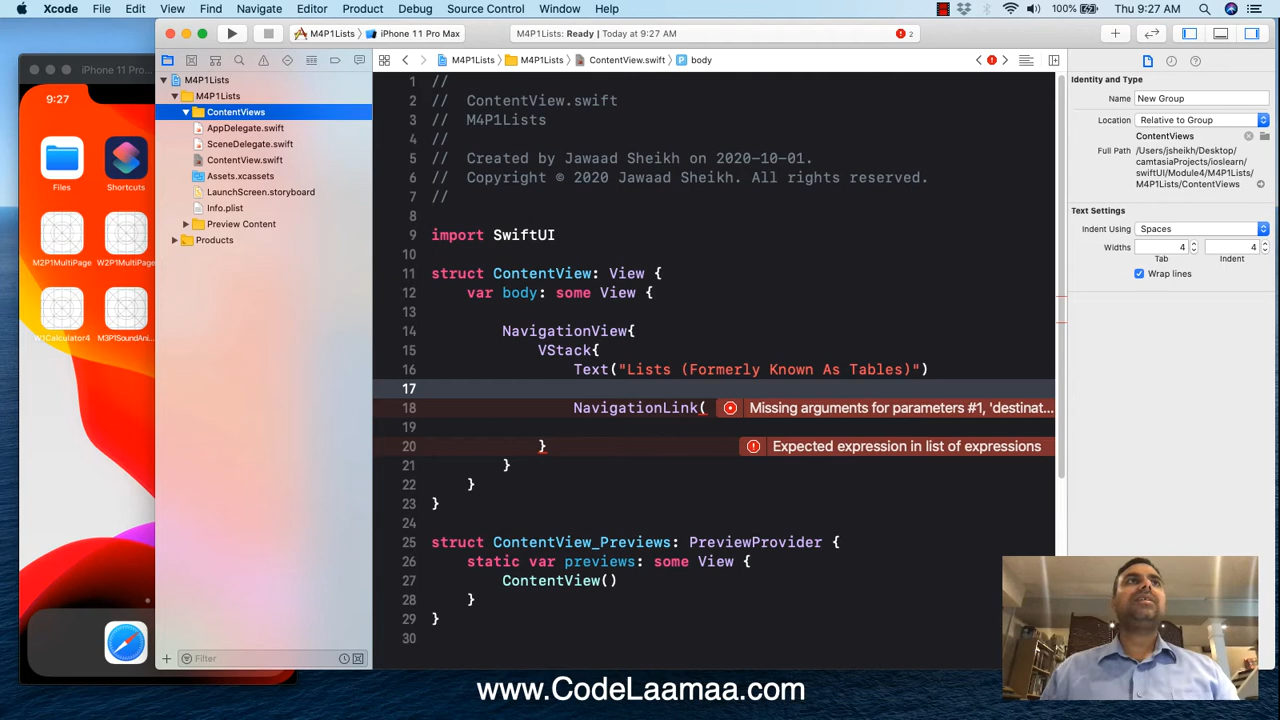 Xcode File Edit View Find Navigate Editor Product Debug Source Control Window Help 100% Thu 9:27 AM
iPhone 11 Pro...
9:27
Files
Shortcuts
M2P1MultiPage
W2P1MultiPage
W1Calculator4
M3P1SoundAni...
M4P1Lists iPhone 11 Pro Max
M4P1Lists: Ready | Today at 9:27 AM
2
M4P1Lists
M4P1Lists
ContentViews
AppDelegate.swift
SceneDelegate.swift
ContentView.swift
Assets.xcassets
LaunchScreen.storyboard
Info.plist
Preview Content
Products
Filter
M4P1Lists M4P1Lists ContentView.swift P body
1 //
2 // ContentView.swift
3 // M4P1Lists
4 //
5 // Created by Jawaad Sheikh on 2020-10-01.
6 // Copyright © 2020 Jawaad Sheikh. All rights reserved.
7 //
8
9 import SwiftUI
10
11 struct ContentView: View {
12 var body: some View {
13
14 NavigationView{
15 VStack{
16 Text("Lists (Formerly Known As Tables)")
17
18 NavigationLink( Missing arguments for parameters #1, 'destinat...
19
20 } Expected expression in list of expressions
21 }
22 }
23 }
24
25 struct ContentView_Previews: PreviewProvider {
26 static var previews: some View {
27 ContentView()
28 }
29 }
30
Identity and Type
Name New Group
Location Relative to Group
ContentViews
Full Path /Users/jsheikh/Desktop/
camtasiaProjects/ioslearn/
swiftUI/Module4/M4P1Lists/
M4P1Lists/ContentViews
Text Settings
Indent Using Spaces
Widths 4 4
Tab Indent
Wrap lines
www.CodeLaamaa.com